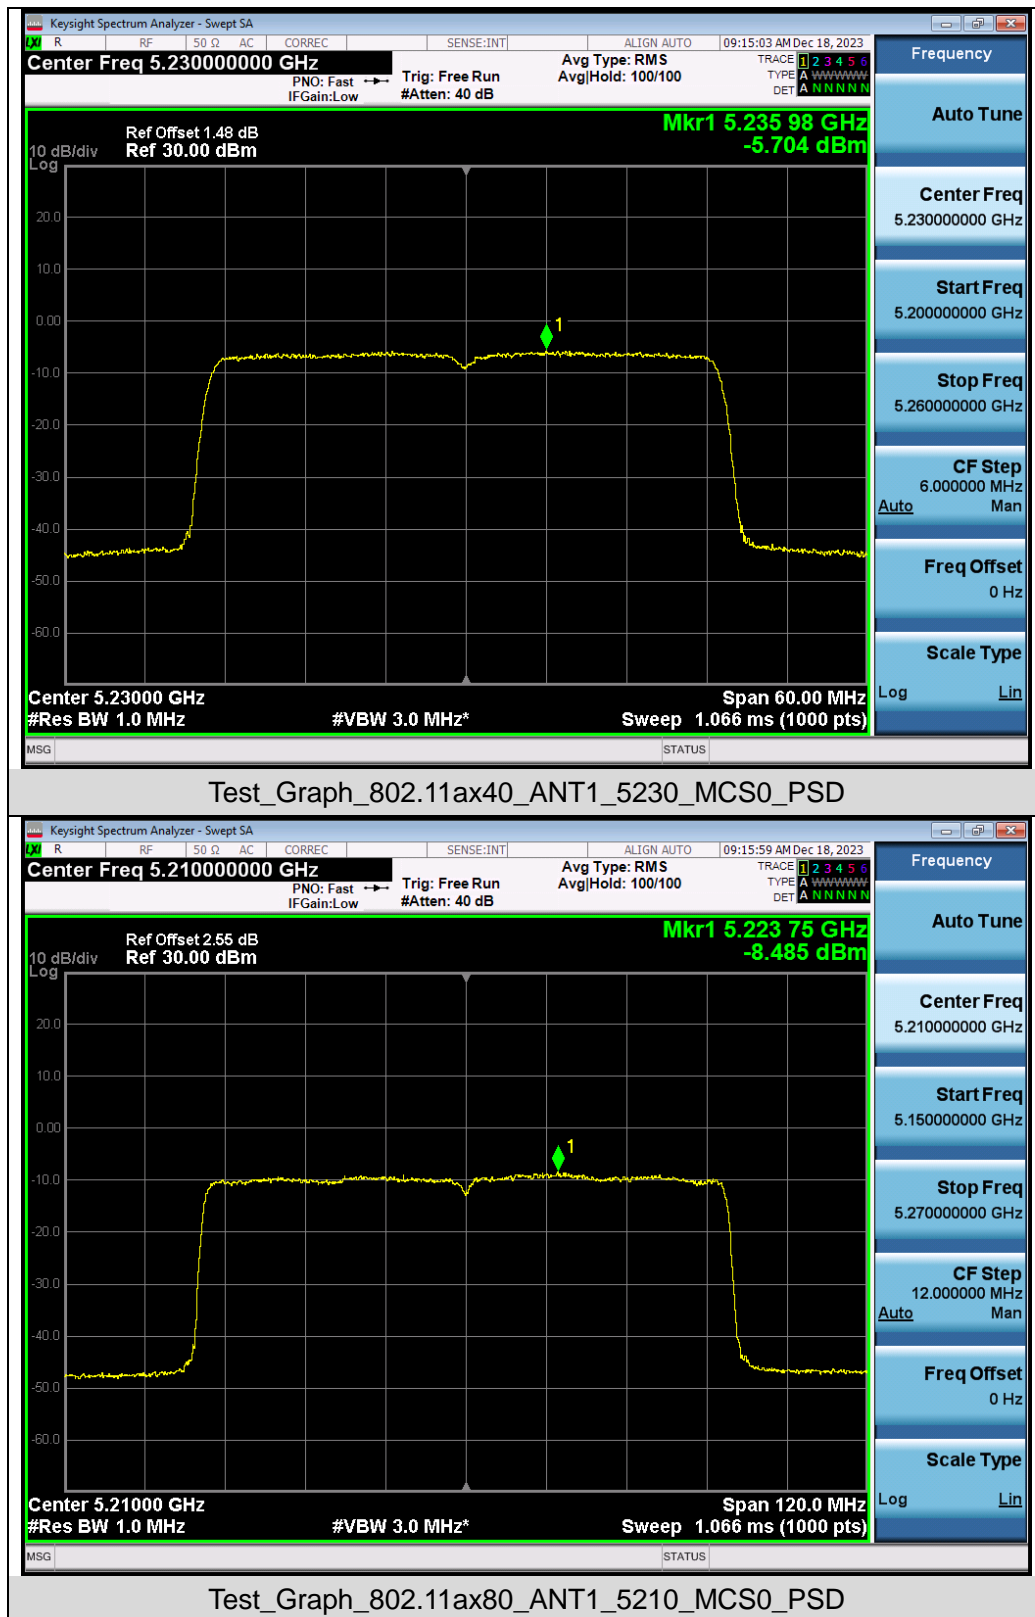 Keysight Spectrum Analyzer - Swept SA
LXI R RF 50 Ω AC CORREC SENSE:INT ALIGN AUTO 09:15:03 AM Dec 18, 2023
Center Freq 5.230000000 GHz
PNO: Fast
IFGain:Low
Trig: Free Run
#Atten: 40 dB
Avg Type: RMS
Avg|Hold: 100/100
TRACE 1 2 3 4 5 6
TYPE A WWWWW
DET A N N N N N
Ref Offset 1.48 dB
Ref 30.00 dBm
10 dB/div
Log
Mkr1 5.235 98 GHz
-5.704 dBm
20.0
10.0
0.00
-10.0
-20.0
-30.0
-40.0
-50.0
-60.0
1
Center 5.23000 GHz
#Res BW 1.0 MHz
#VBW 3.0 MHz*
Span 60.00 MHz
Sweep 1.066 ms (1000 pts)
MSG
STATUS
Frequency
Auto Tune
Center Freq
5.230000000 GHz
Start Freq
5.200000000 GHz
Stop Freq
5.260000000 GHz
CF Step
6.000000 MHz
Auto Man
Freq Offset
0 Hz
Scale Type
Log Lin
Test_Graph_802.11ax40_ANT1_5230_MCS0_PSD
Keysight Spectrum Analyzer - Swept SA
LXI R RF 50 Ω AC CORREC SENSE:INT ALIGN AUTO 09:15:59 AM Dec 18, 2023
Center Freq 5.210000000 GHz
PNO: Fast
IFGain:Low
Trig: Free Run
#Atten: 40 dB
Avg Type: RMS
Avg|Hold: 100/100
TRACE 1 2 3 4 5 6
TYPE A WWWWW
DET A N N N N N
Ref Offset 2.55 dB
Ref 30.00 dBm
10 dB/div
Log
Mkr1 5.223 75 GHz
-8.485 dBm
20.0
10.0
0.00
-10.0
-20.0
-30.0
-40.0
-50.0
-60.0
1
Center 5.21000 GHz
#Res BW 1.0 MHz
#VBW 3.0 MHz*
Span 120.0 MHz
Sweep 1.066 ms (1000 pts)
MSG
STATUS
Frequency
Auto Tune
Center Freq
5.210000000 GHz
Start Freq
5.150000000 GHz
Stop Freq
5.270000000 GHz
CF Step
12.000000 MHz
Auto Man
Freq Offset
0 Hz
Scale Type
Log Lin
Test_Graph_802.11ax80_ANT1_5210_MCS0_PSD